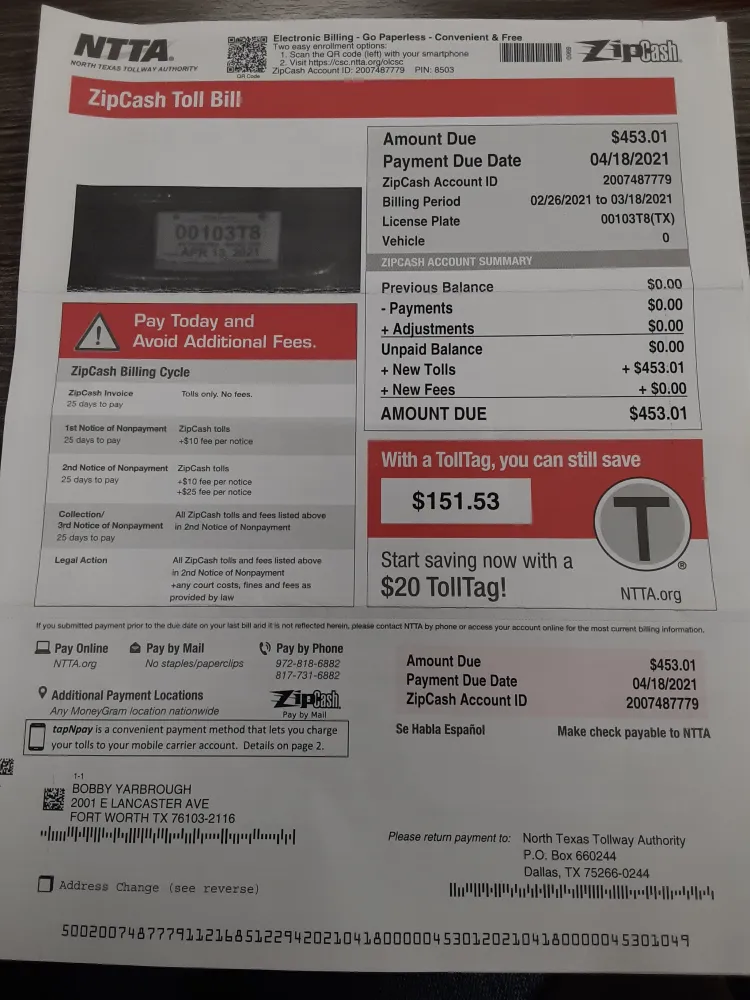 NTTA
NORTH TEXAS TOLLWAY AUTHORITY
QR Code
Electronic Billing - Go Paperless - Convenient & Free
Two easy enrollment options:
1. Scan the QR code (left) with your smartphone
2. Visit https://csc.ntta.org/olcsc
ZipCash Account ID: 2007487779 PIN: 8503
ZipCash
ZipCash Toll Bill
00103T8
APR 13, 2021
Amount Due $453.01
Payment Due Date 04/18/2021
ZipCash Account ID 2007487779
Billing Period 02/26/2021 to 03/18/2021
License Plate 00103T8(TX)
Vehicle 0
ZIPCASH ACCOUNT SUMMARY
Previous Balance $0.00
- Payments $0.00
+ Adjustments $0.00
Unpaid Balance $0.00
+ New Tolls + $453.01
+ New Fees + $0.00
AMOUNT DUE $453.01
Pay Today and
Avoid Additional Fees.
ZipCash Billing Cycle
ZipCash Invoice Tolls only. No fees.
25 days to pay
1st Notice of Nonpayment ZipCash tolls
25 days to pay +$10 fee per notice
2nd Notice of Nonpayment ZipCash tolls
25 days to pay +$10 fee per notice
+$25 fee per notice
Collection/ All ZipCash tolls and fees listed above
3rd Notice of Nonpayment in 2nd Notice of Nonpayment
25 days to pay
Legal Action All ZipCash tolls and fees listed above
in 2nd Notice of Nonpayment
+any court costs, fines and fees as
provided by law
With a TollTag, you can still save
$151.53
Start saving now with a
$20 TollTag!
T
®
NTTA.org
If you submitted payment prior to the due date on your last bill and it is not reflected herein, please contact NTTA by phone or access your account online for the most current billing information.
Pay Online Pay by Mail Pay by Phone
NTTA.org No staples/paperclips 972-818-6882
817-731-6882
Additional Payment Locations
Any MoneyGram location nationwide
ZipCash
Pay by Mail
tapNpay is a convenient payment method that lets you charge
your tolls to your mobile carrier account. Details on page 2.
Amount Due $453.01
Payment Due Date 04/18/2021
ZipCash Account ID 2007487779
Se Habla Español Make check payable to NTTA
1-1
BOBBY YARBROUGH
2001 E LANCASTER AVE
FORT WORTH TX 76103-2116
Please return payment to: North Texas Tollway Authority
P.O. Box 660244
Dallas, TX 75266-0244
Address Change (see reverse)
5002007487779112168512294202104180000045301202104180000045301049